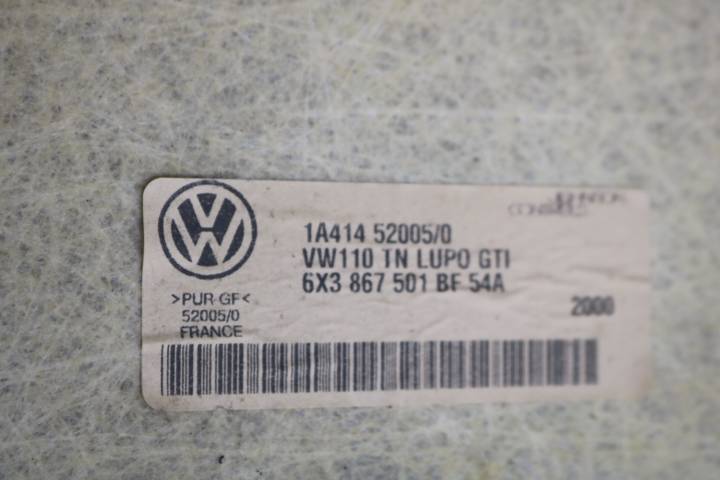 1A414 52005/0
VW110 TN LUPO GTI
6X3 867 501 BF 54A
2000
>PUR-GF<
52005/0
FRANCE